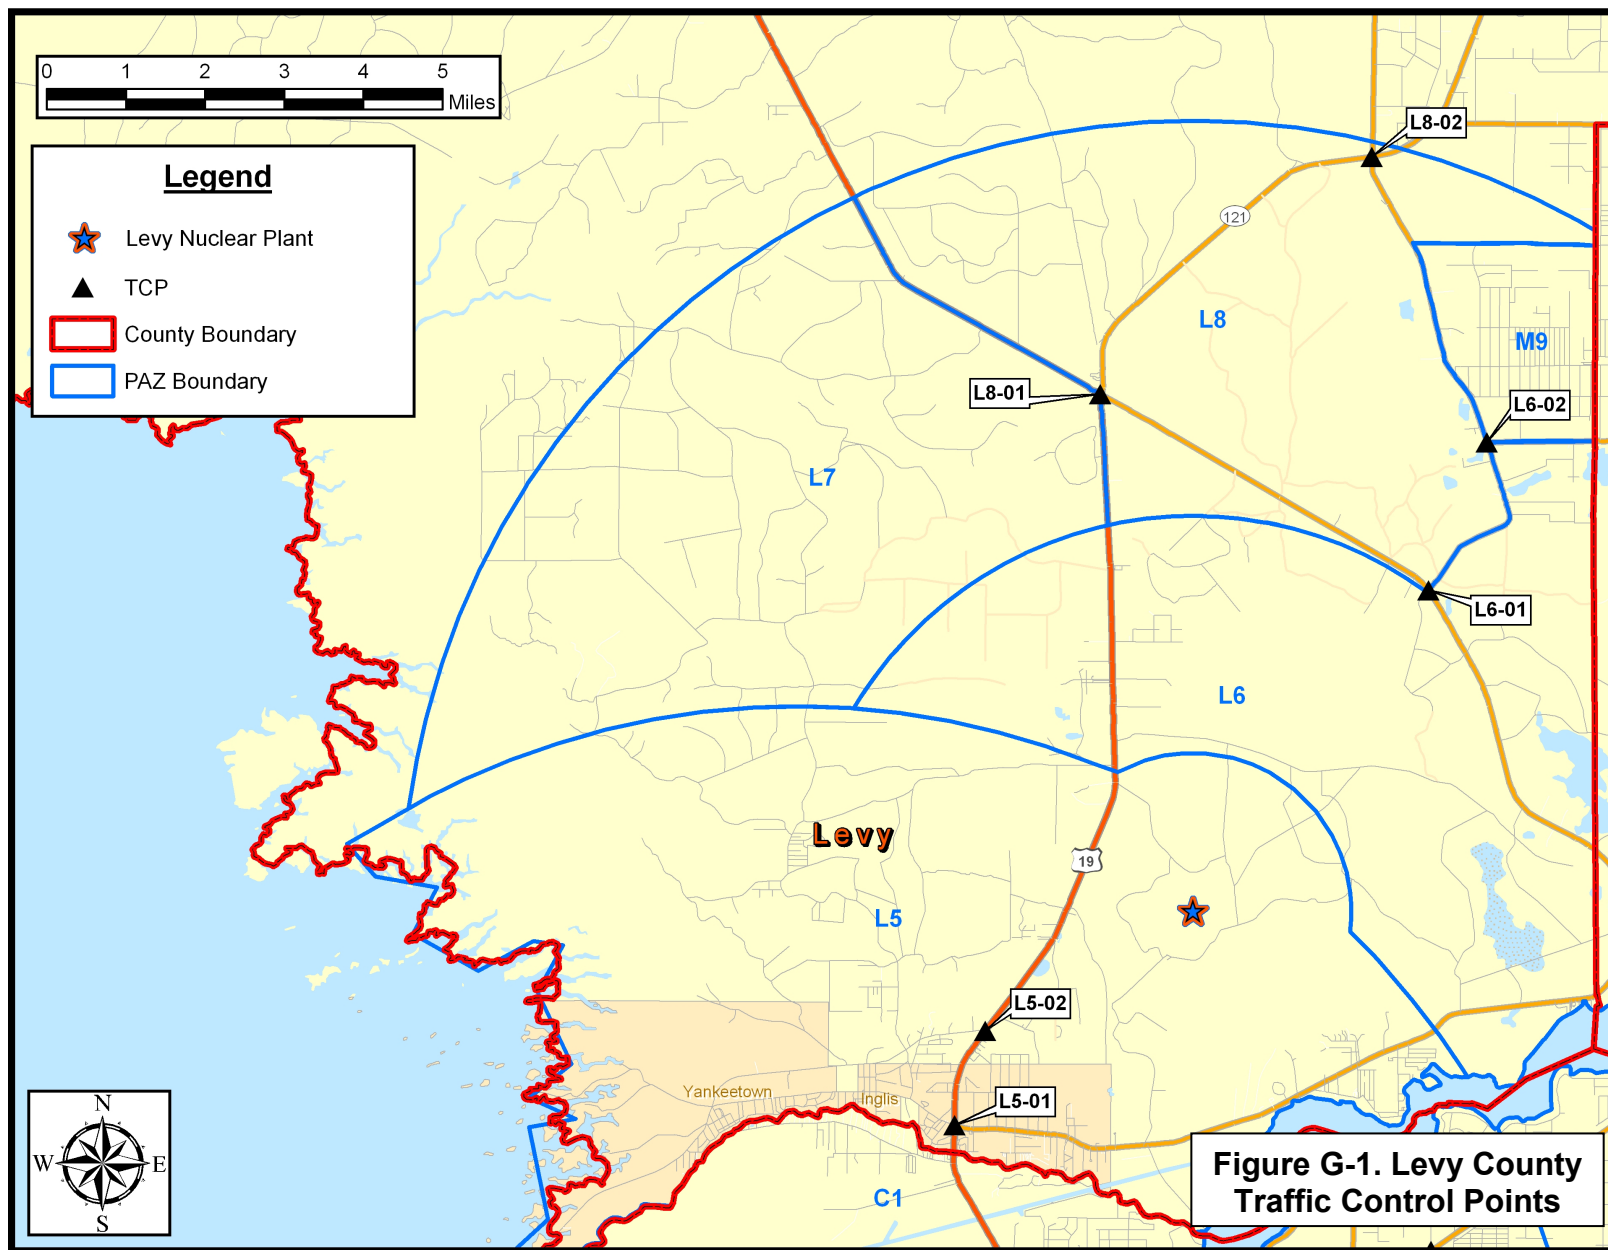 0 1 2 3 4 5
Miles
Legend
Levy Nuclear Plant
TCP
County Boundary
PAZ Boundary
L8-02
121
L8
M9
L8-01
L6-02
L7
L6-01
L6
Levy
19
L5
L5-02
Yankeetown
Inglis
L5-01
C1
N
W E
S
Figure G-1. Levy County
Traffic Control Points